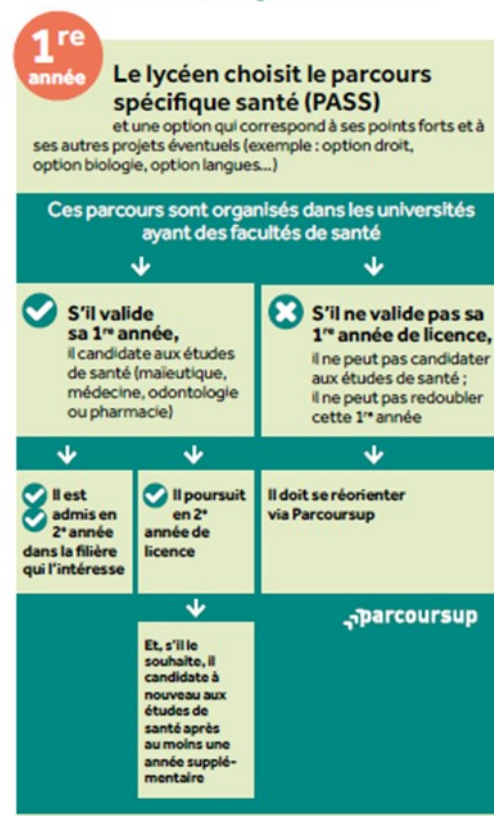 1re
année
Le lycéen choisit le parcours
spécifique santé (PASS)
et une option qui correspond à ses points forts et à
ses autres projets éventuels (exemple : option droit,
option biologie, option langues...)
Ces parcours sont organisés dans les universités
ayant des facultés de santé
S'il valide
sa 1re année,
il candidate aux études
de santé (maïeutique,
médecine, odontologie
ou pharmacie)
S'il ne valide pas sa
1re année de licence,
il ne peut pas candidater
aux études de santé ;
il ne peut pas redoubler
cette 1re année
Il est
admis en
2e année
dans la filière
qui l'intéresse
Il poursuit
en 2e
année de
licence
Il doit se réorienter
via Parcoursup
Et, s'il le
souhaite, il
candidate à
nouveau aux
études de
santé après
au moins une
année supplé-
mentaire
parcoursup